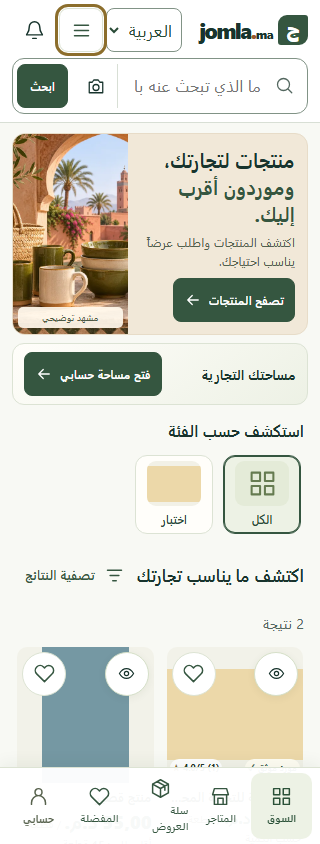 jomla.ma
ج
العربية
ما الذي تبحث عنه با
ابحث
منتجات لتجارتك،
وموردون أقرب
إليك.
اكتشف المنتجات واطلب عرضاً
يناسب احتياجك.
تصفح المنتجات
مشهد توضيحي
مساحتك التجارية
فتح مساحة حسابي
استكشف حسب الفئة
الكل
اختبار
اكتشف ما يناسب تجارتك
تصفية النتائج
2 نتيجة
السوق
المتاجر
سلة
العروض
المفضلة
حسابي